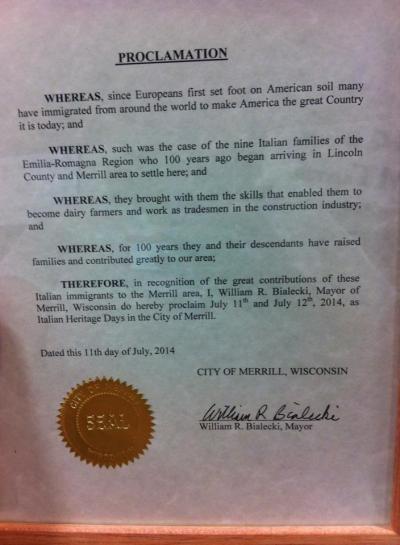 PROCLAMATION
WHEREAS, since Europeans first set foot on American soil many
have immigrated from around the world to make America the great Country
it is today; and
WHEREAS, such was the case of the nine Italian families of the
Emilia-Romagna Region who 100 years ago began arriving in Lincoln
County and Merrill area to settle here; and
WHEREAS, they brought with them the skills that enabled them to
become dairy farmers and work as tradesmen in the construction industry;
and
WHEREAS, for 100 years they and their descendants have raised
families and contributed greatly to our area;
THEREFORE, in recognition of the great contributions of these
Italian immigrants to the Merrill area, I, William R. Bialecki, Mayor of
Merrill, Wisconsin do hereby proclaim July 11th and July 12th, 2014, as
Italian Heritage Days in the City of Merrill.
Dated this 11th day of July, 2014
CITY OF MERRILL, WISCONSIN
William R Bialecki
William R. Bialecki, Mayor
SEAL